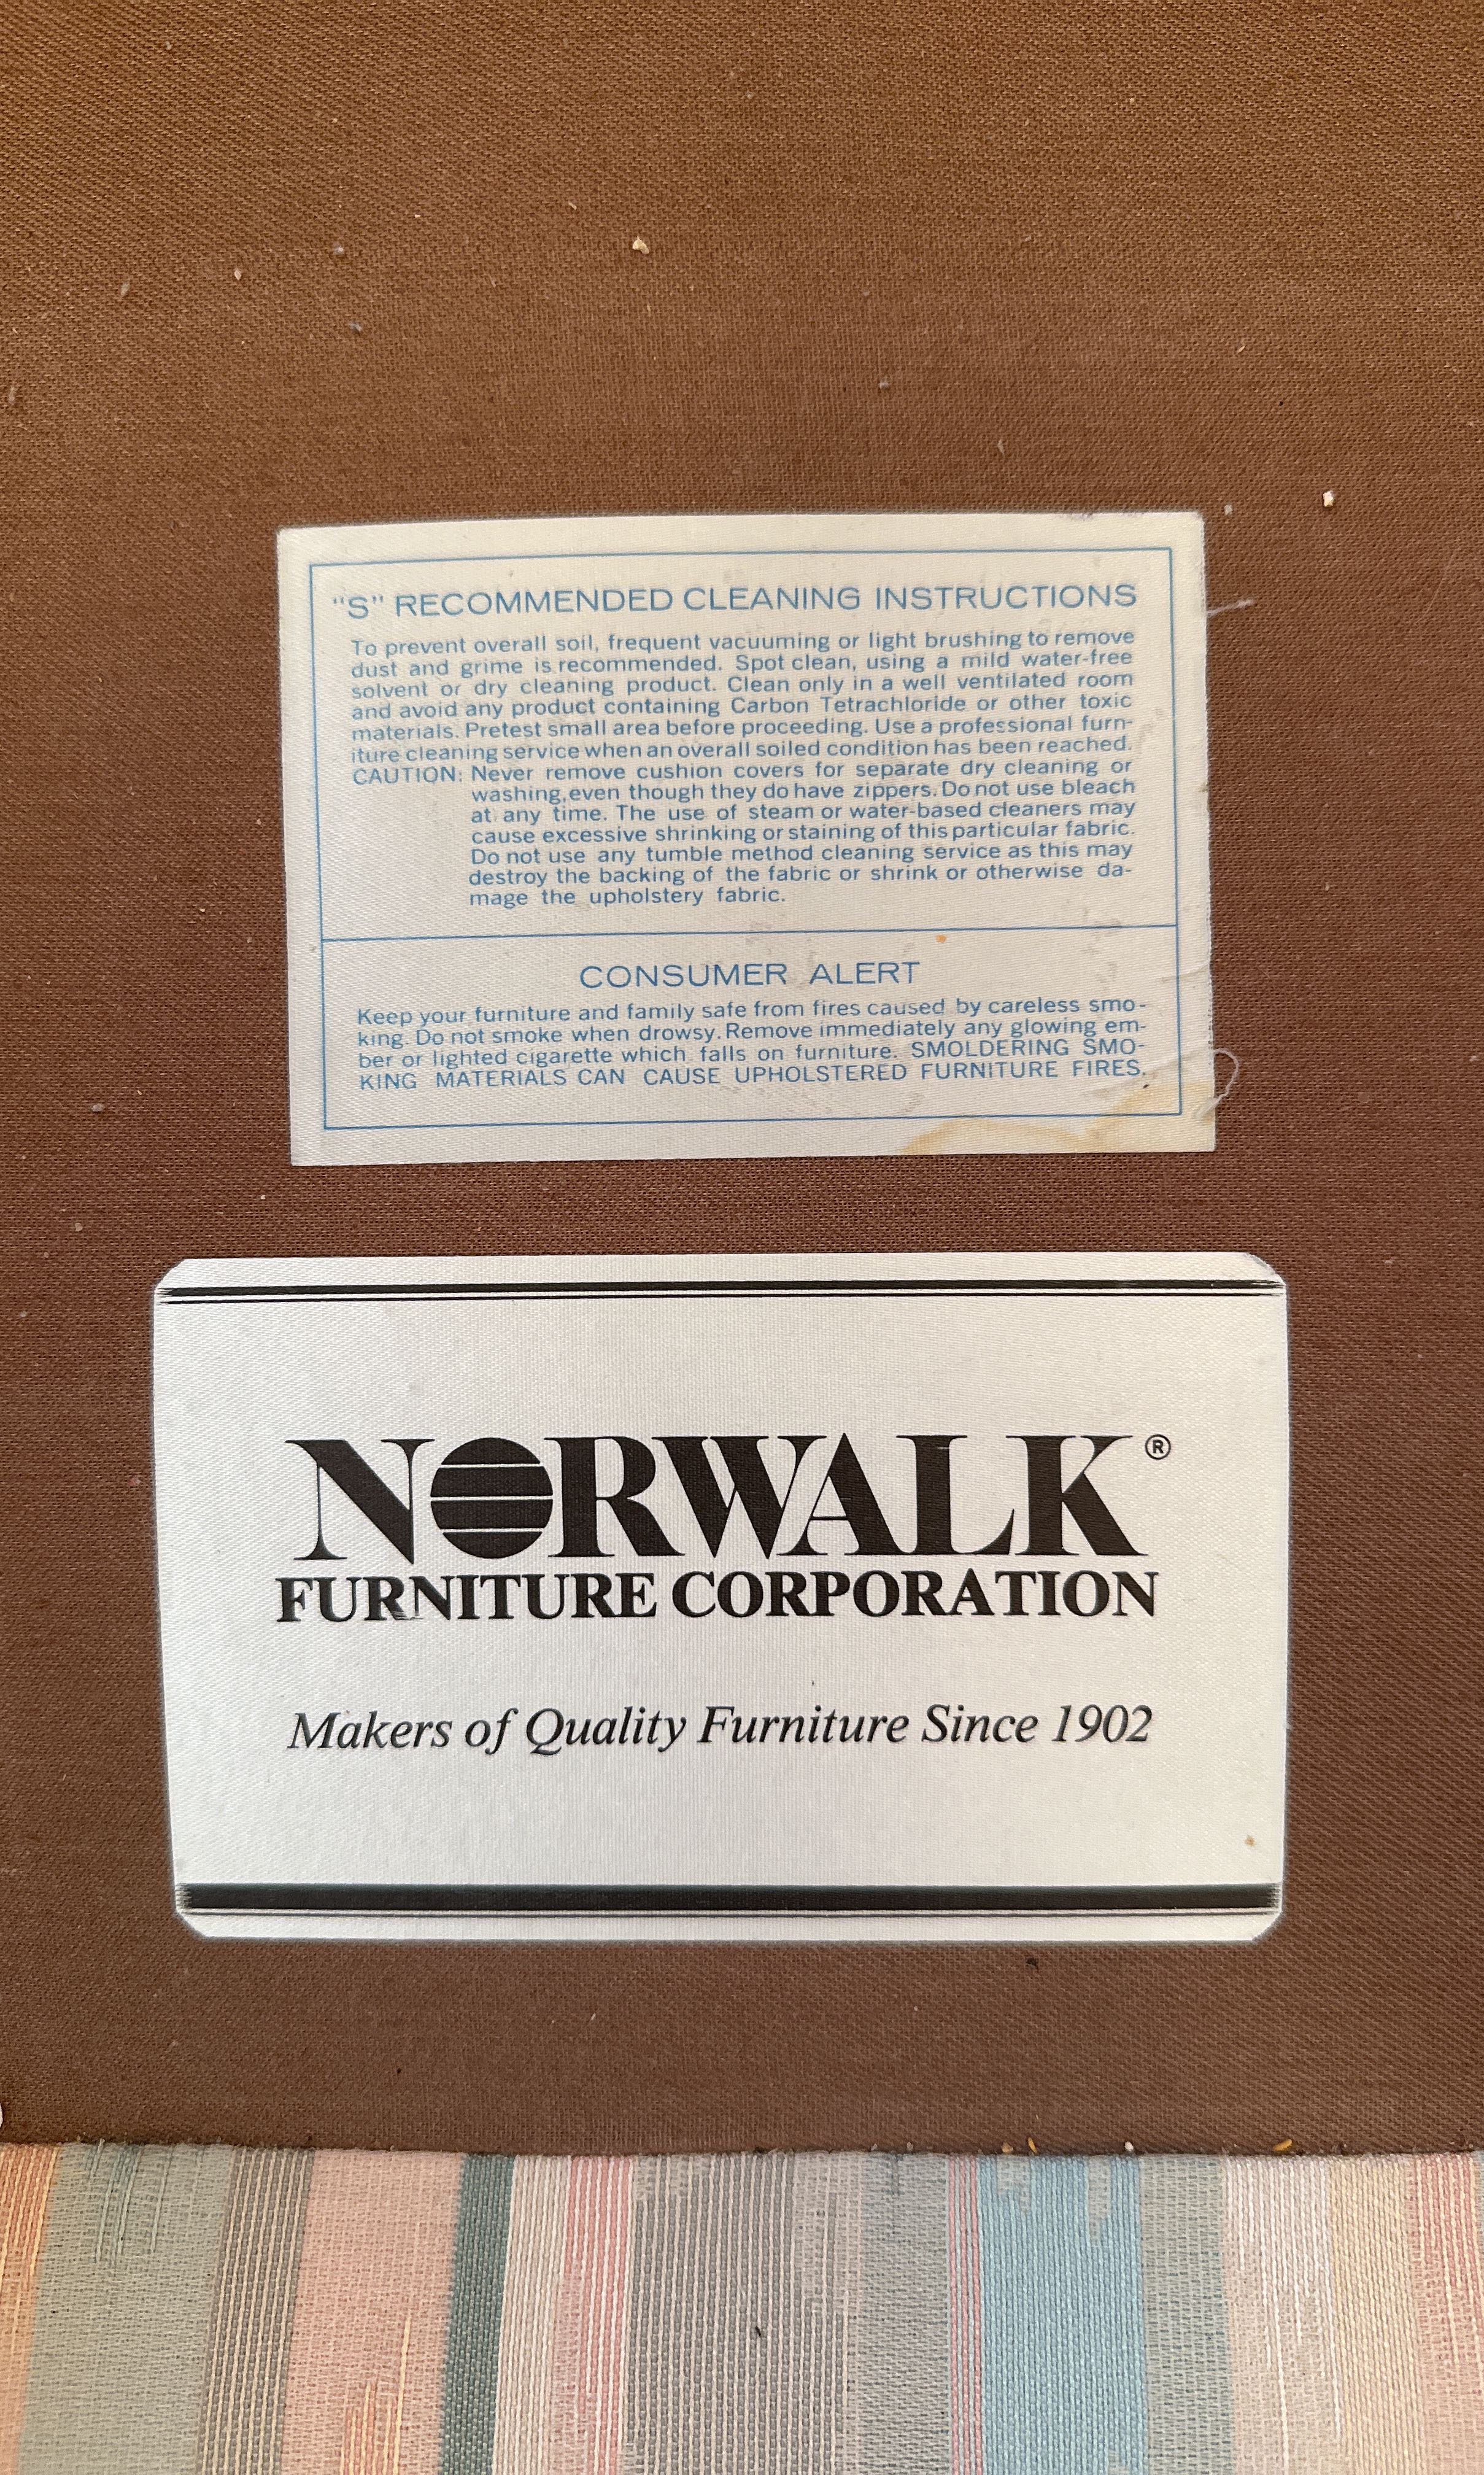 "S" RECOMMENDED CLEANING INSTRUCTIONS
To prevent overall soil, frequent vacuuming or light brushing to remove
dust and grime is recommended. Spot clean, using a mild water-free
solvent or dry cleaning product. Clean only in a well ventilated room
and avoid any product containing Carbon Tetrachloride or other toxic
materials. Pretest small area before proceeding. Use a professional furn-
iture cleaning service when an overall soiled condition has been reached.
CAUTION: Never remove cushion covers for separate dry cleaning or
washing, even though they do have zippers. Do not use bleach
at any time. The use of steam or water-based cleaners may
cause excessive shrinking or staining of this particular fabric.
Do not use any tumble method cleaning service as this may
destroy the backing of the fabric or shrink or otherwise da-
mage the upholstery fabric.
CONSUMER ALERT
Keep your furniture and family safe from fires caused by careless smo-
king. Do not smoke when drowsy. Remove immediately any glowing em-
ber or lighted cigarette which falls on furniture. SMOLDERING SMO-
KING MATERIALS CAN CAUSE UPHOLSTERED FURNITURE FIRES.
NORWALK®
FURNITURE CORPORATION
Makers of Quality Furniture Since 1902